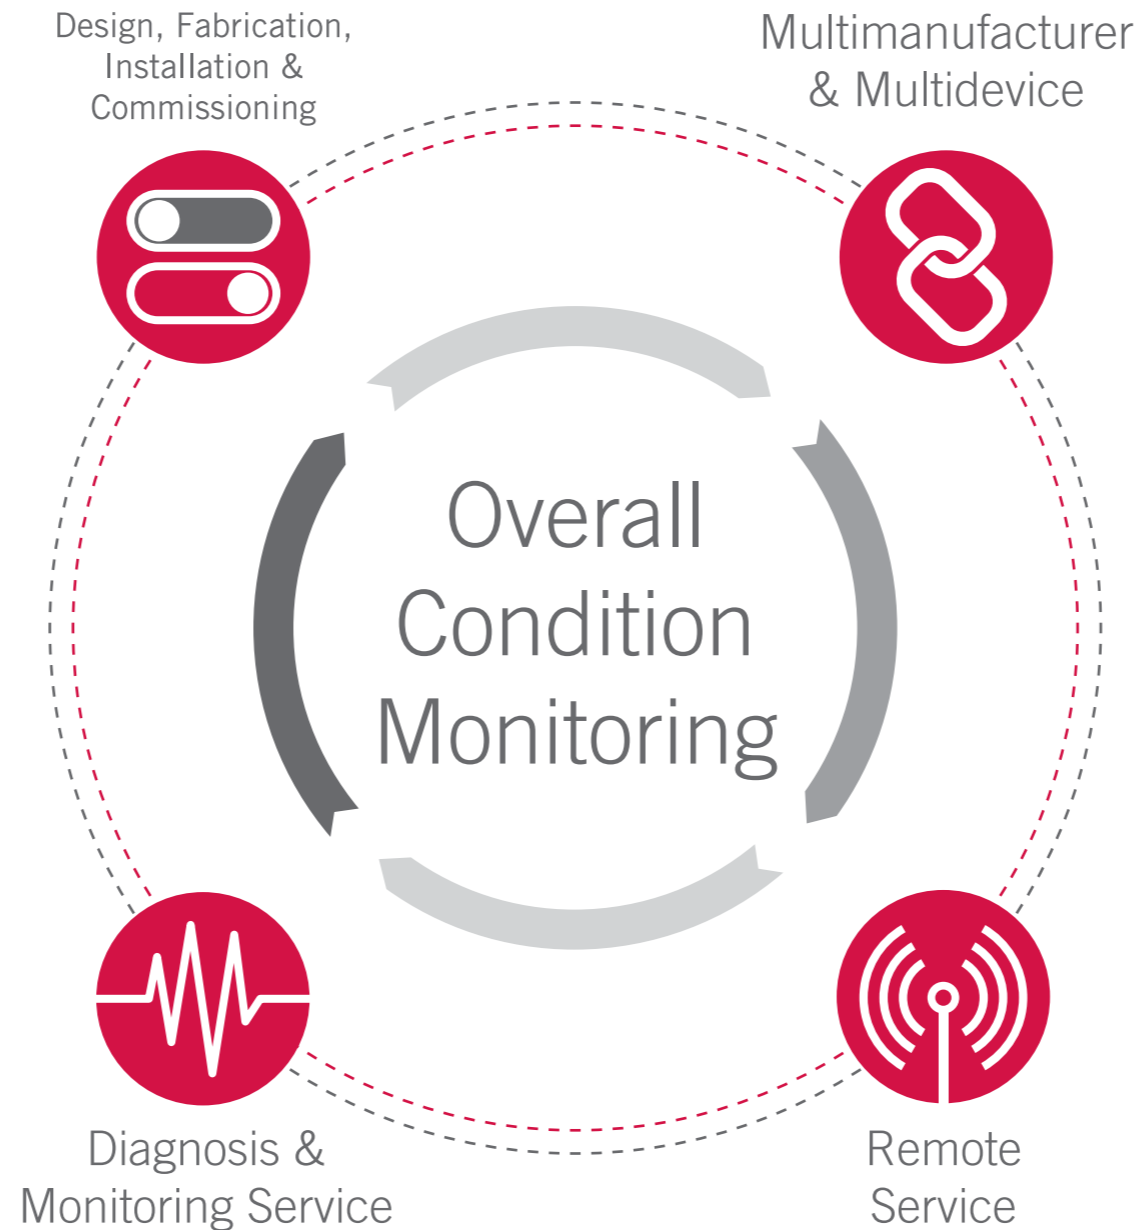 Design, Fabrication,
Installation &
Commissioning
Multimanufacturer
& Multidevice
Overall
Condition
Monitoring
Diagnosis &
Monitoring Service
Remote
Service